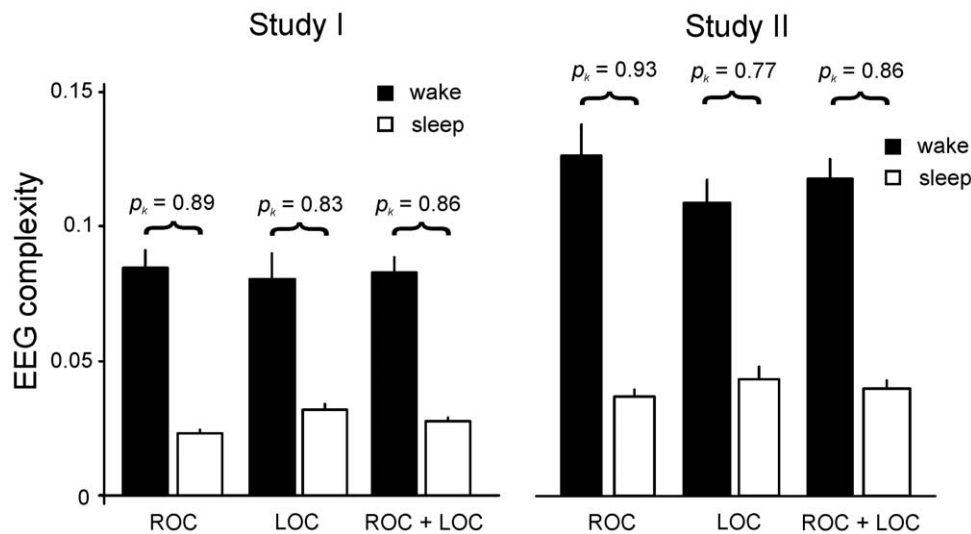 Study I
wake
sleep
p_k = 0.89
p_k = 0.83
p_k = 0.86
EEG complexity
0.15
0.1
0.05
0
ROC
LOC
ROC + LOC
Study II
p_k = 0.93
p_k = 0.77
p_k = 0.86
wake
sleep
ROC
LOC
ROC + LOC